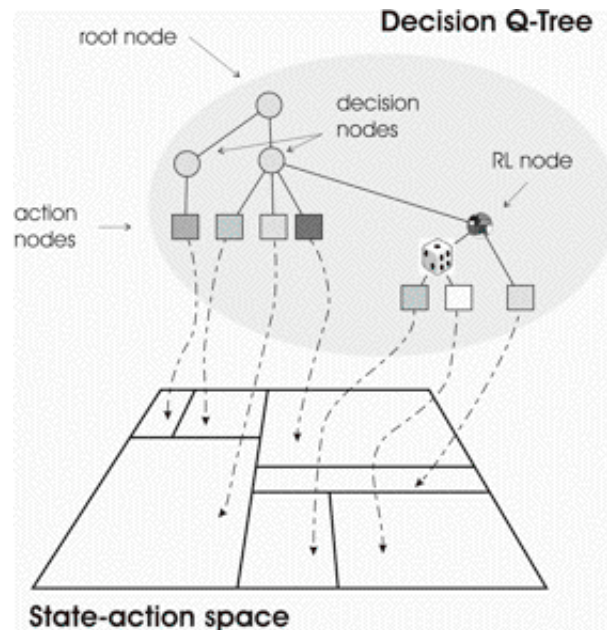 Decision Q-Tree
root node
decision
nodes
RL node
action
nodes
State-action space